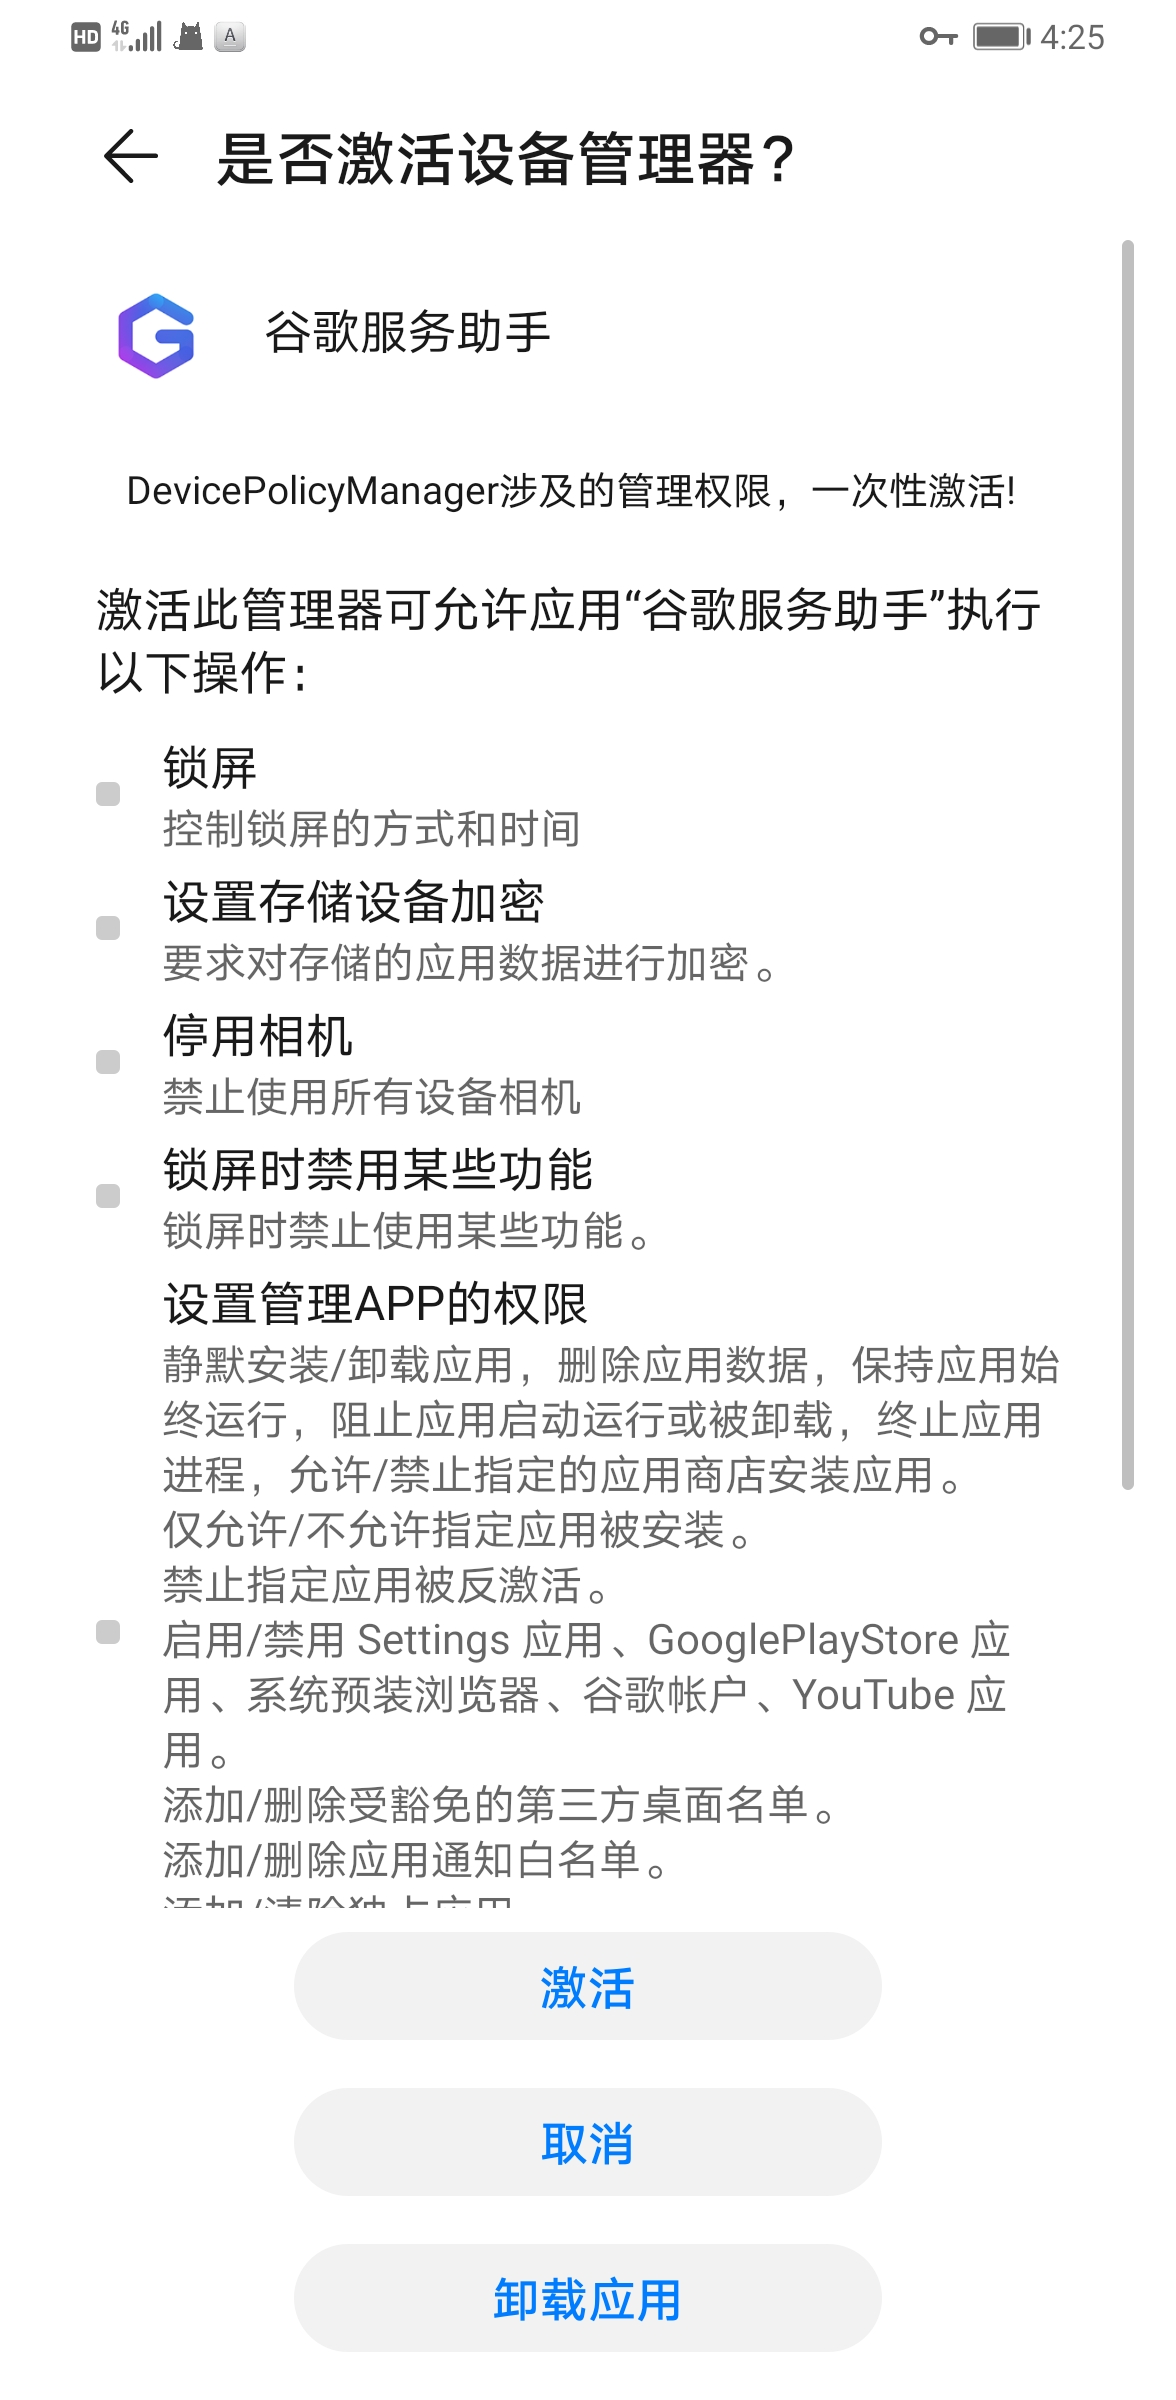 HD 4G A 4:25
是否激活设备管理器？
谷歌服务助手
DevicePolicyManager涉及的管理权限，一次性激活!
激活此管理器可允许应用“谷歌服务助手”执行
以下操作：
锁屏
控制锁屏的方式和时间
设置存储设备加密
要求对存储的应用数据进行加密。
停用相机
禁止使用所有设备相机
锁屏时禁用某些功能
锁屏时禁止使用某些功能。
设置管理APP的权限
静默安装/卸载应用，删除应用数据，保持应用始
终运行，阻止应用启动运行或被卸载，终止应用
进程，允许/禁止指定的应用商店安装应用。
仅允许/不允许指定应用被安装。
禁止指定应用被反激活。
启用/禁用 Settings 应用、GooglePlayStore 应
用、系统预装浏览器、谷歌帐户、YouTube 应
用。
添加/删除受豁免的第三方桌面名单。
添加/删除应用通知白名单。
激活
取消
卸载应用